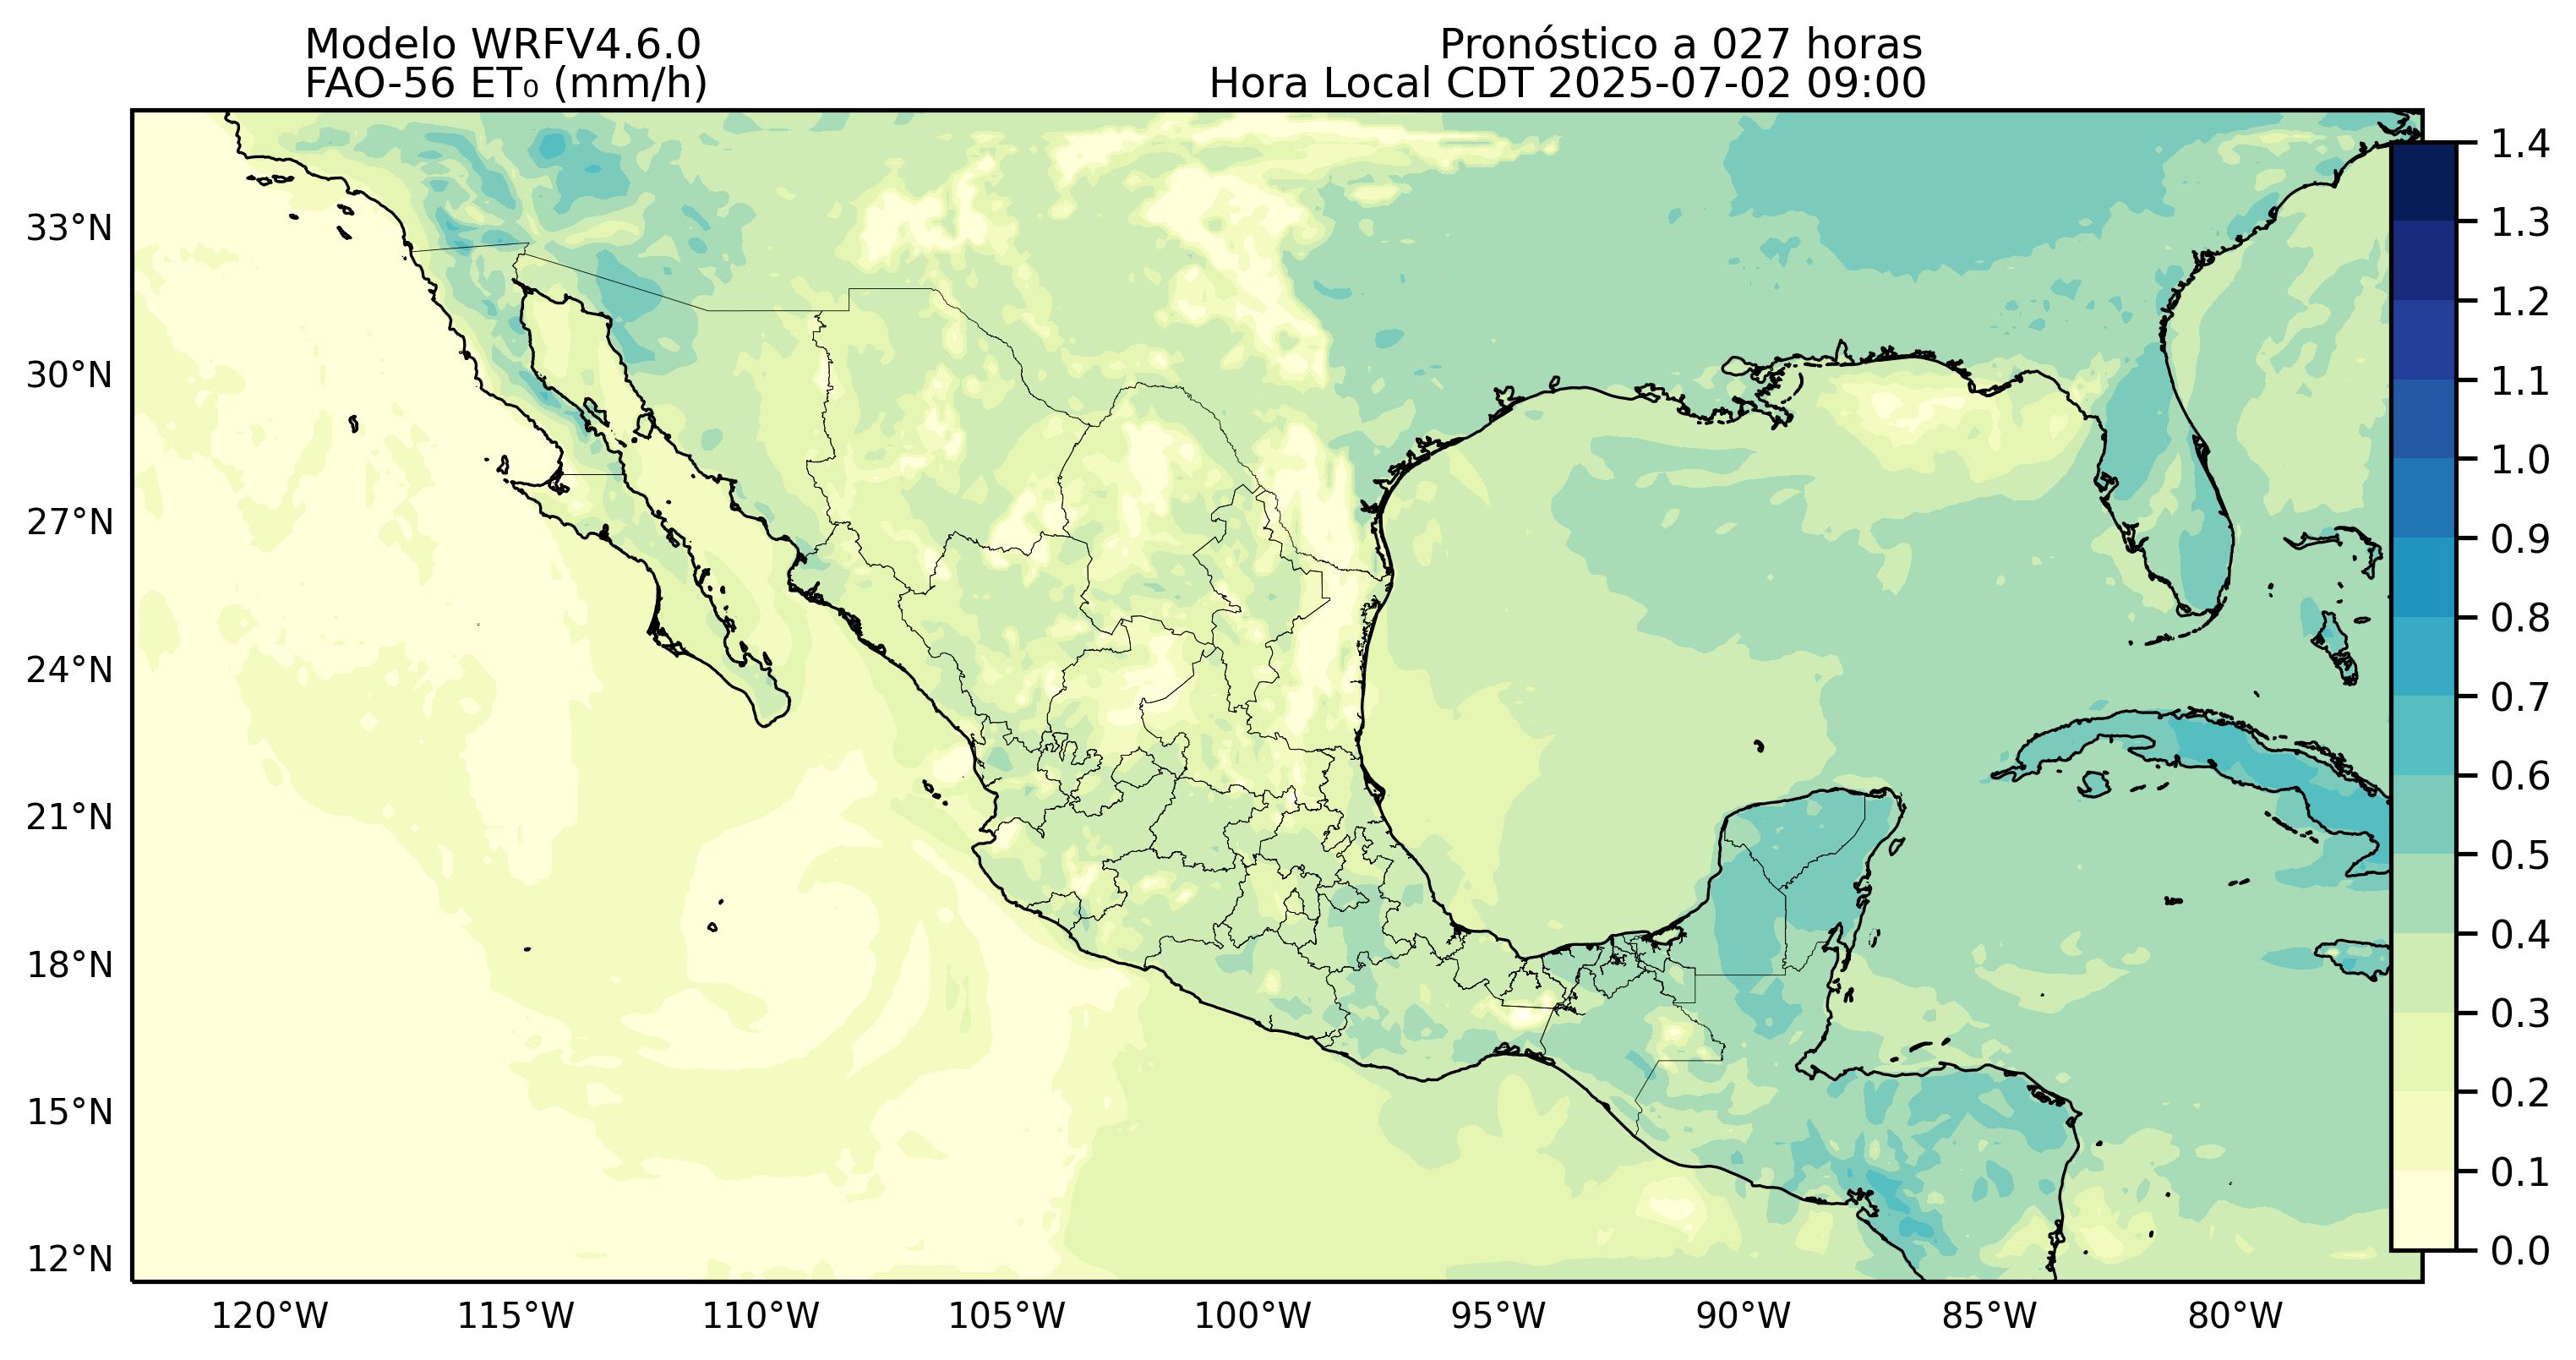 Modelo WRFV4.6.0
FAO-56 ET₀ (mm/h)
Pronóstico a 027 horas
Hora Local CDT 2025-07-02 09:00
33°N
30°N
27°N
24°N
21°N
18°N
15°N
12°N
120°W
115°W
110°W
105°W
100°W
95°W
90°W
85°W
80°W
1.4
1.3
1.2
1.1
1.0
0.9
0.8
0.7
0.6
0.5
0.4
0.3
0.2
0.1
0.0